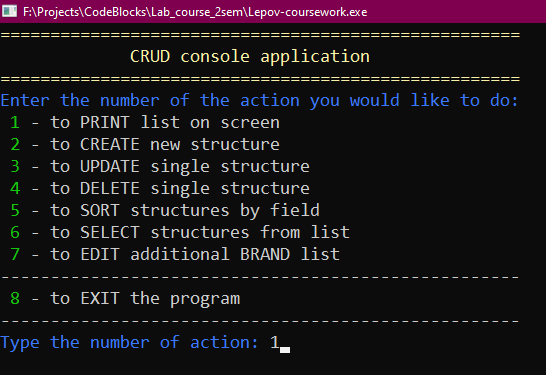 F:\Projects\CodeBlocks\Lab_course_2sem\Lepov-coursework.exe
====================================================
CRUD console application
====================================================
Enter the number of the action you would like to do:
1 - to PRINT list on screen
2 - to CREATE new structure
3 - to UPDATE single structure
4 - to DELETE single structure
5 - to SORT structures by field
6 - to SELECT structures from list
7 - to EDIT additional BRAND list
----------------------------------------------------
8 - to EXIT the program
----------------------------------------------------
Type the number of action: 1_